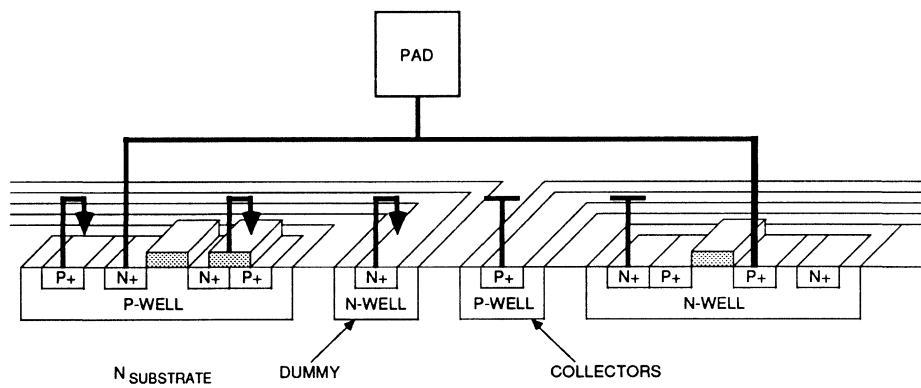 PAD
P+ N+ N+ P+ N+ P+ N+ P+ P+ N+
P-WELL N-WELL P-WELL N-WELL
N SUBSTRATE DUMMY COLLECTORS